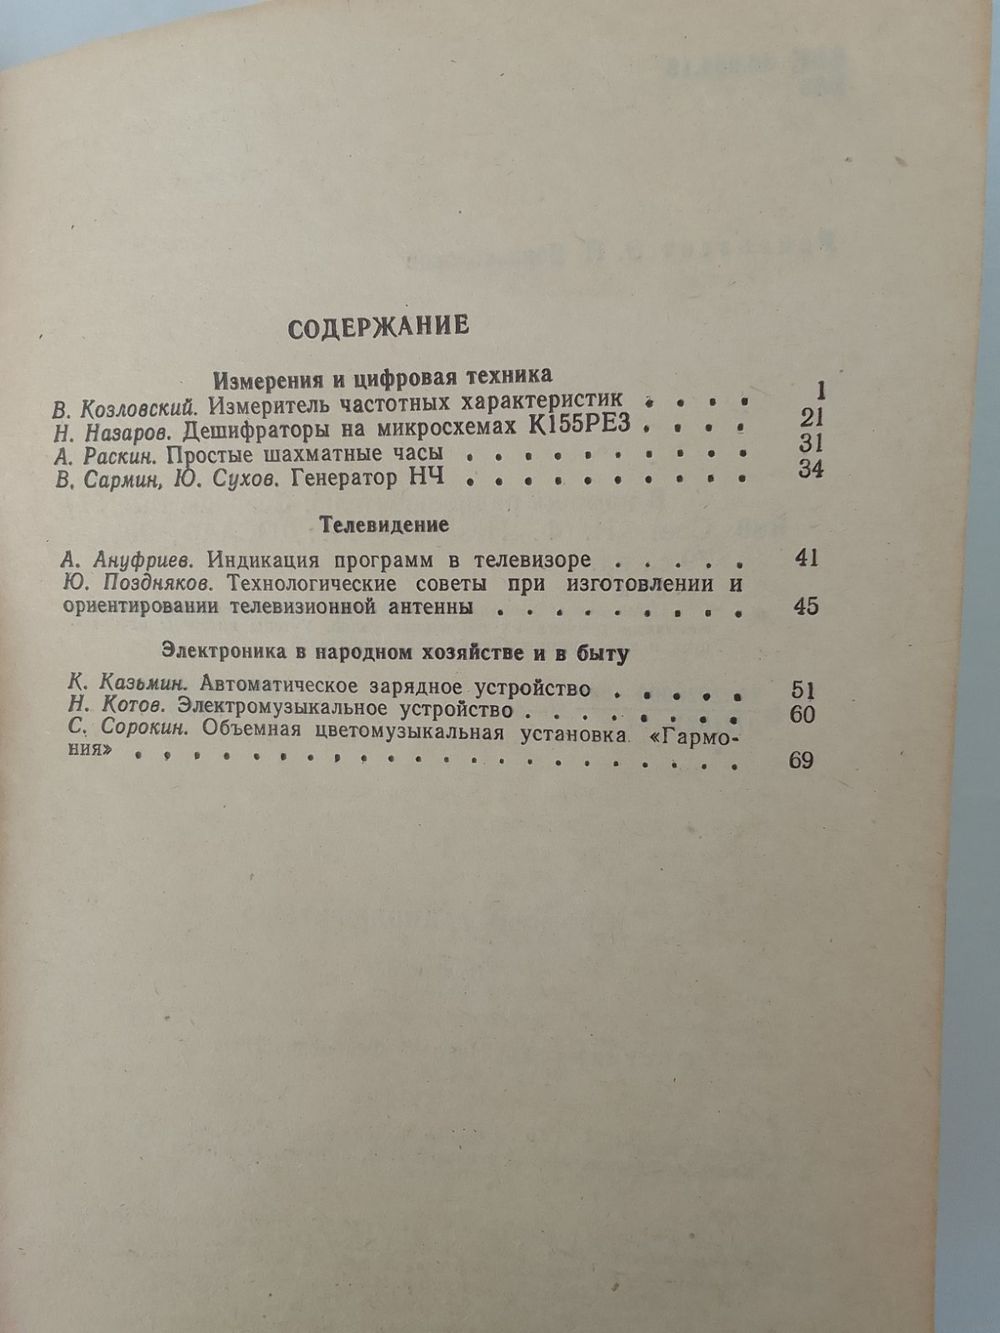 СОДЕРЖАНИЕ
Измерения и цифровая техника
В. Козловский. Измеритель частотных характеристик . . . . 1
Н. Назаров. Дешифраторы на микросхемах К155РЕ3 . . . . 21
А. Раскин. Простые шахматные часы . . . . . . . . . . 31
В. Сармин, Ю. Сухов. Генератор НЧ . . . . . . . . . . 34
Телевидение
А. Ануфриев. Индикация программ в телевизоре . . . . . 41
Ю. Поздняков. Технологические советы при изготовлении и
ориентировании телевизионной антенны . . . . . . . . . 45
Электроника в народном хозяйстве и в быту
К. Казьмин. Автоматическое зарядное устройство . . . . . 51
Н. Котов. Электромузыкальное устройство . . . . . . . . 60
С. Сорокин. Объемная цветомузыкальная установка «Гармо-
ния» . . . . . . . . . . . . . . . . . . . . . . 69